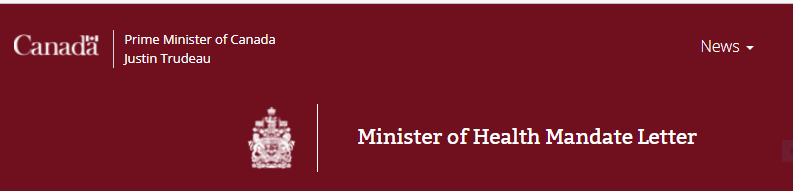 Canada
Prime Minister of Canada
Justin Trudeau
News
Minister of Health Mandate Letter